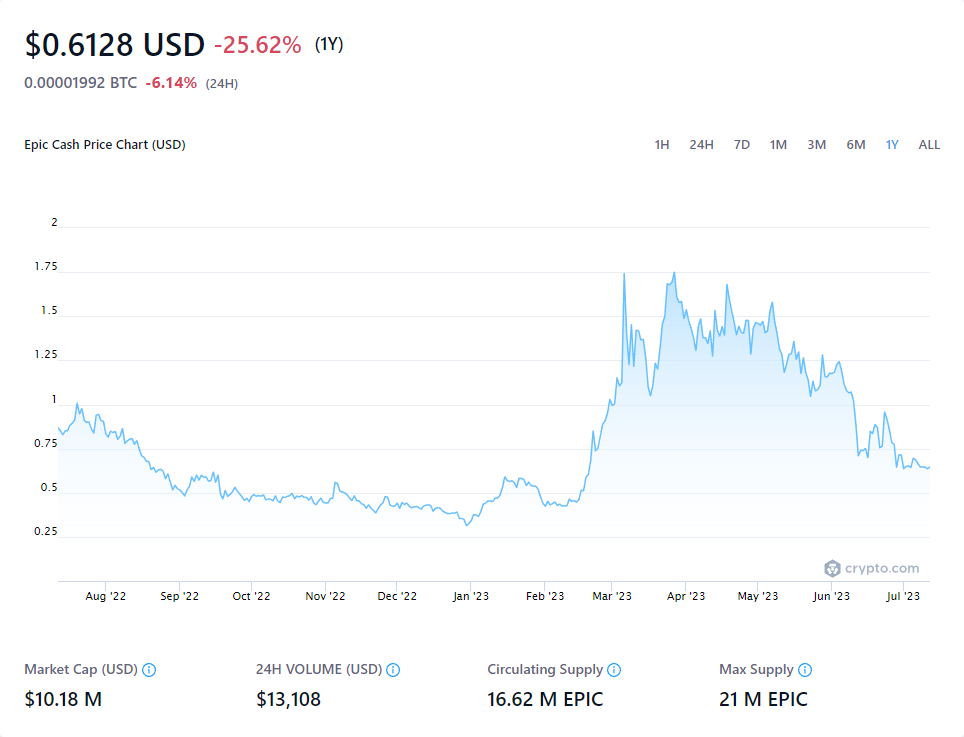 $0.6128 USD -25.62% (1Y)
0.00001992 BTC -6.14% (24H)
Epic Cash Price Chart (USD) 1H 24H 7D 1M 3M 6M 1Y ALL
2
1.75
1.5
1.25
1
0.75
0.5
0.25
crypto.com
Aug '22 Sep '22 Oct '22 Nov '22 Dec '22 Jan '23 Feb '23 Mar '23 Apr '23 May '23 Jun '23 Jul '23
Market Cap (USD) 24H VOLUME (USD) Circulating Supply Max Supply
$10.18 M $13,108 16.62 M EPIC 21 M EPIC